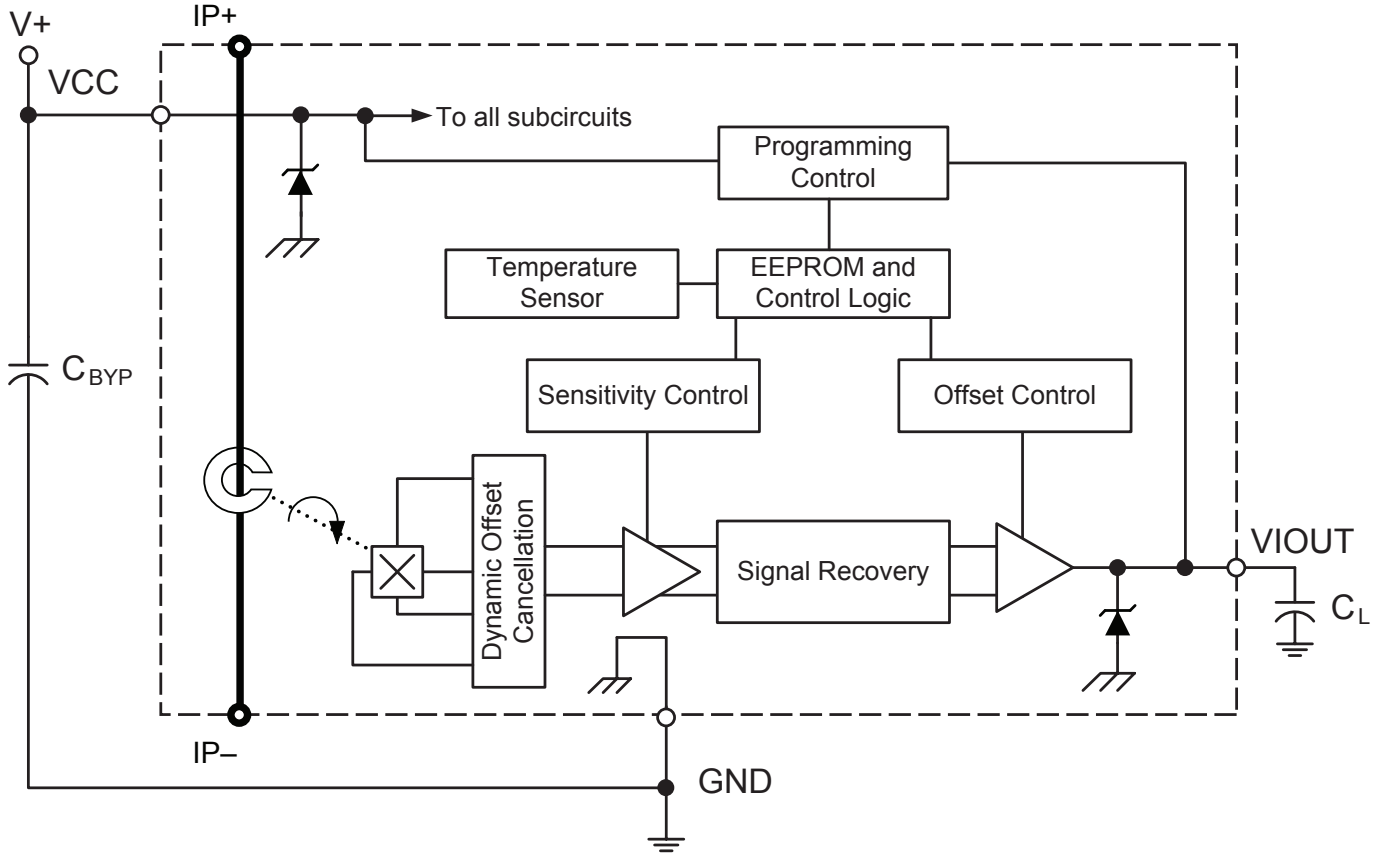 IP+
V+
VCC
To all subcircuits
Programming
Control
Temperature
Sensor
EEPROM and
Control Logic
CBYP
Sensitivity Control
Offset Control
Dynamic Offset
Cancellation
Signal Recovery
VIOUT
CL
IP–
GND